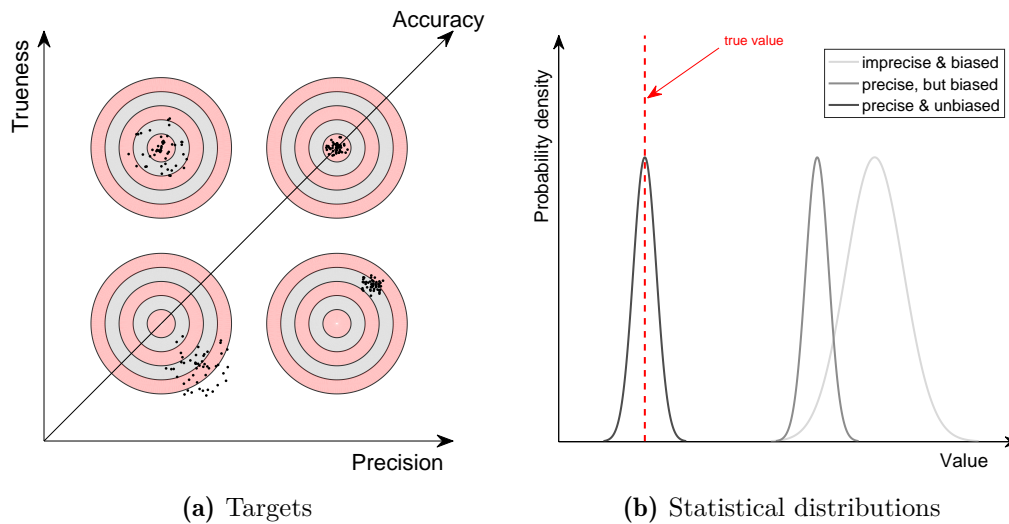 Accuracy
Trueness
Precision
(a) Targets
true value
imprecise & biased
precise, but biased
precise & unbiased
Probability density
Value
(b) Statistical distributions